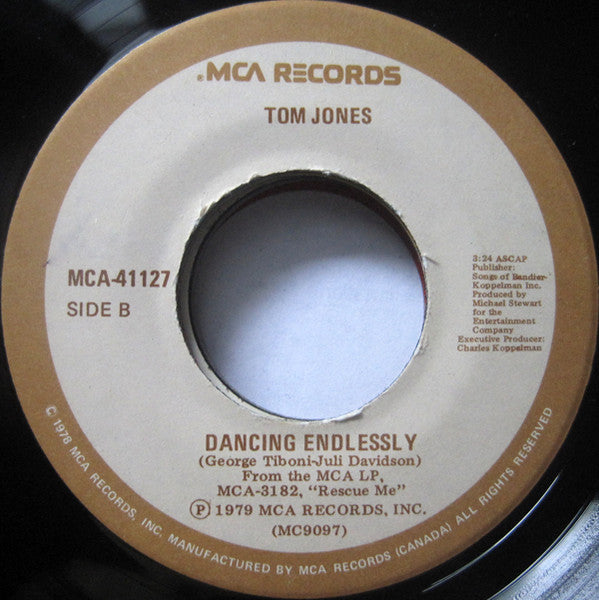 MCA RECORDS
TOM JONES
MCA-41127
SIDE B
3:24 ASCAP
Publisher:
Songs of Bandier-
Koppelman Inc.
Produced by
Michael Stewart
for the
Entertainment
Company
Executive Producer:
Charles Koppelman
DANCING ENDLESSLY
(George Tiboni-Juli Davidson)
From the MCA LP,
MCA-3182, "Rescue Me"
Ⓟ 1979 MCA RECORDS, INC.
(MC9097)
© 1978 MCA RECORDS, INC. MANUFACTURED BY MCA RECORDS (CANADA) ALL RIGHTS RESERVED